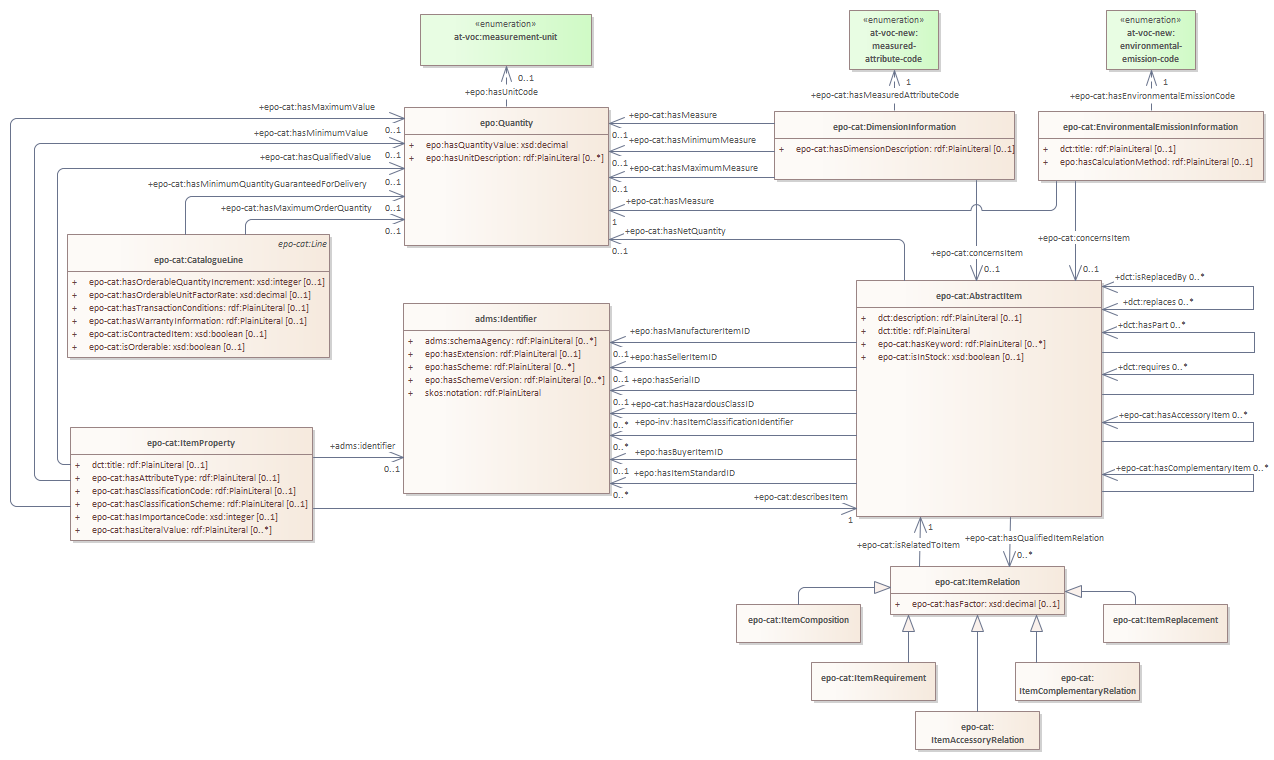 «enumeration»
at-voc:measurement-unit
«enumeration»
at-voc-new:
measured-
attribute-code
«enumeration»
at-voc-new:
environmental-
emission-code
0..1
+epo:hasUnitCode
1
+epo-cat:hasMeasuredAttributeCode
1
+epo-cat:hasEnvironmentalEmissionCode
+epo-cat:hasMaximumValue
0..1
+epo-cat:hasMinimumValue
0..1
+epo-cat:hasQualifiedValue
0..1
+epo-cat:hasMinimumQuantityGuaranteedForDelivery
0..1
+epo-cat:hasMaximumOrderQuantity
0..1
epo:Quantity
+ epo:hasQuantityValue: xsd:decimal
+ epo:hasUnitDescription: rdf:PlainLiteral [0..*]
+epo-cat:hasMeasure
0..1
+epo-cat:hasMinimumMeasure
0..1
+epo-cat:hasMaximumMeasure
0..1
+epo-cat:hasMeasure
1
+epo-cat:hasNetQuantity
0..1
epo-cat:DimensionInformation
+ epo-cat:hasDimensionDescription: rdf:PlainLiteral [0..1]
epo-cat:EnvironmentalEmissionInformation
+ dct:title: rdf:PlainLiteral [0..1]
+ epo:hasCalculationMethod: rdf:PlainLiteral [0..1]
+epo-cat:concernsItem
0..1
+epo-cat:concernsItem
0..1
epo-cat:Line
epo-cat:CatalogueLine
+ epo-cat:hasOrderableQuantityIncrement: xsd:integer [0..1]
+ epo-cat:hasOrderableUnitFactorRate: xsd:decimal [0..1]
+ epo-cat:hasTransactionConditions: rdf:PlainLiteral [0..1]
+ epo-cat:hasWarrantyInformation: rdf:PlainLiteral [0..1]
+ epo-cat:isContractedItem: xsd:boolean [0..1]
+ epo-cat:isOrderable: xsd:boolean [0..1]
adms:Identifier
+ adms:schemaAgency: rdf:PlainLiteral [0..*]
+ epo:hasExtension: rdf:PlainLiteral [0..1]
+ epo:hasScheme: rdf:PlainLiteral [0..*]
+ epo:hasSchemeVersion: rdf:PlainLiteral [0..*]
+ skos:notation: rdf:PlainLiteral
+epo:hasManufacturerItemID
0..1
+epo:hasSellerItemID
0..1
+epo:hasSerialID
0..1
+epo-cat:hasHazardousClassID
0..*
+epo-inv:hasItemClassificationIdentifier
0..*
+epo:hasBuyerItemID
0..1
+epo:hasItemStandardID
0..*
epo-cat:AbstractItem
+ dct:description: rdf:PlainLiteral [0..1]
+ dct:title: rdf:PlainLiteral
+ epo-cat:hasKeyword: rdf:PlainLiteral [0..*]
+ epo-cat:isInStock: xsd:boolean [0..1]
+dct:isReplacedBy 0..*
+dct:replaces 0..*
+dct:hasPart 0..*
+dct:requires 0..*
+epo-cat:hasAccessoryItem 0..*
+epo-cat:hasComplementaryItem 0..*
epo-cat:ItemProperty
+ dct:title: rdf:PlainLiteral [0..1]
+ epo-cat:hasAttributeType: rdf:PlainLiteral [0..1]
+ epo-cat:hasClassificationCode: rdf:PlainLiteral [0..1]
+ epo-cat:hasClassificationScheme: rdf:PlainLiteral [0..1]
+ epo-cat:hasImportanceCode: xsd:integer [0..1]
+ epo-cat:hasLiteralValue: rdf:PlainLiteral [0..*]
+adms:identifier
0..1
+epo-cat:describesItem
1
1
+epo-cat:isRelatedToItem
+epo-cat:hasQualifiedItemRelation
0..*
epo-cat:ItemRelation
+ epo-cat:hasFactor: xsd:decimal [0..1]
epo-cat:ItemComposition
epo-cat:ItemReplacement
epo-cat:ItemRequirement
epo-cat:
ItemComplementaryRelation
epo-cat:
ItemAccessoryRelation